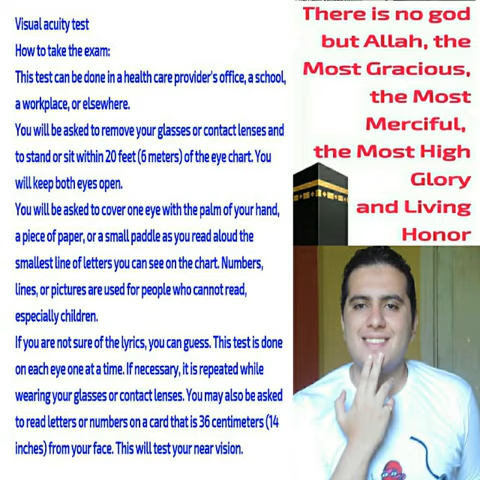 Visual acuity test
How to take the exam:
This test can be done in a health care provider's office, a school,
a workplace, or elsewhere.
You will be asked to remove your glasses or contact lenses and
to stand or sit within 20 feet (6 meters) of the eye chart. You
will keep both eyes open.
You will be asked to cover one eye with the palm of your hand,
a piece of paper, or a small paddle as you read aloud the
smallest line of letters you can see on the chart. Numbers,
lines, or pictures are used for people who cannot read,
especially children.
If you are not sure of the lyrics, you can guess. This test is done
on each eye one at a time. If necessary, it is repeated while
wearing your glasses or contact lenses. You may also be asked
to read letters or numbers on a card that is 36 centimeters (14
inches) from your face. This will test your near vision.
There is no god
but Allah, the
Most Gracious,
the Most
Merciful,
the Most High
Glory
and Living
Honor